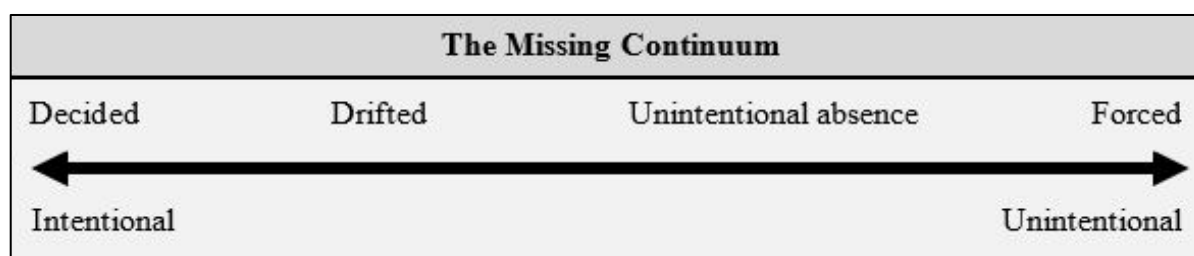 The Missing Continuum
Decided Drifted Unintentional absence Forced
Intentional Unintentional